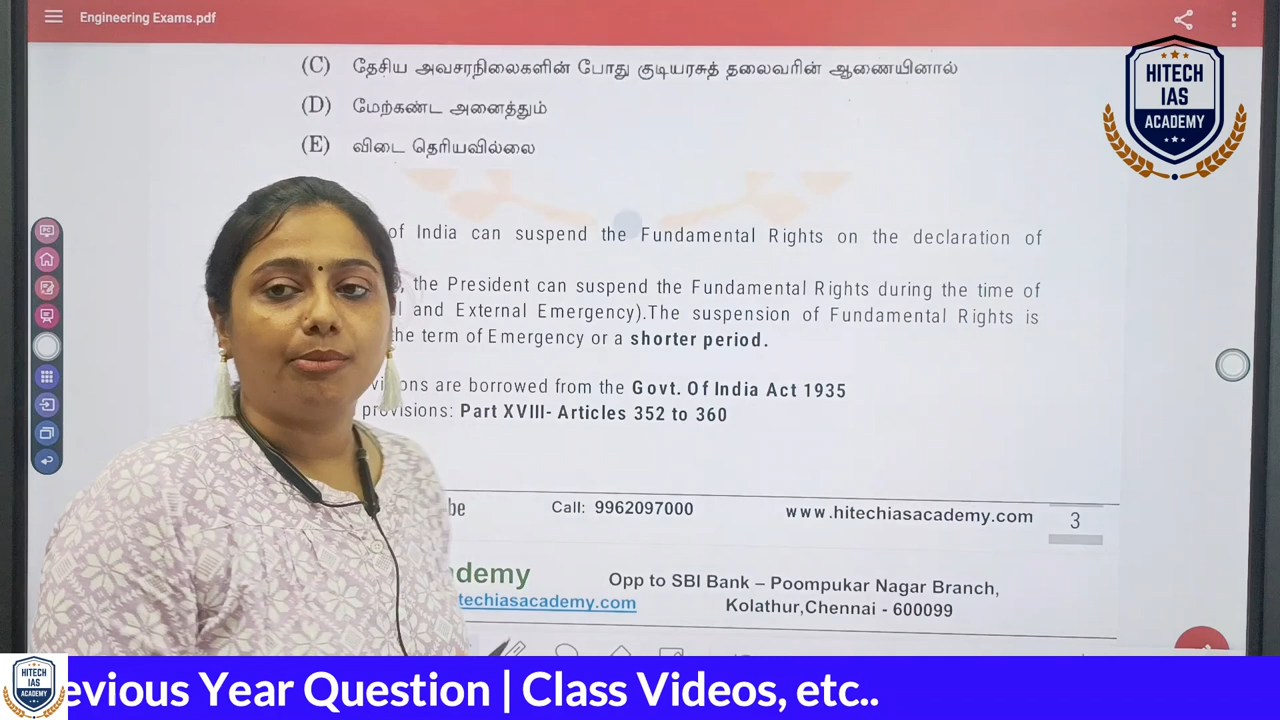 Engineering Exams.pdf
HITECH
IAS
ACADEMY
(C) தேசிய அவசரநிலைகளின் போது குடியரசுத் தலைவரின் ஆணையினால்
(D) மேற்கண்ட அனைத்தும்
(E) விடை தெரியவில்லை
of India can suspend the Fundamental Rights on the declaration of
, the President can suspend the Fundamental Rights during the time of
and External Emergency).The suspension of Fundamental Rights is
the term of Emergency or a shorter period.
are borrowed from the Govt. Of India Act 1935
provisions: Part XVIII- Articles 352 to 360
be Call: 9962097000 www.hitechiasacademy.com 3
demy Opp to SBI Bank – Poompukar Nagar Branch,
techiasacademy.com Kolathur,Chennai - 600099
HITECH
IAS
ACADEMY
evious Year Question | Class Videos, etc..